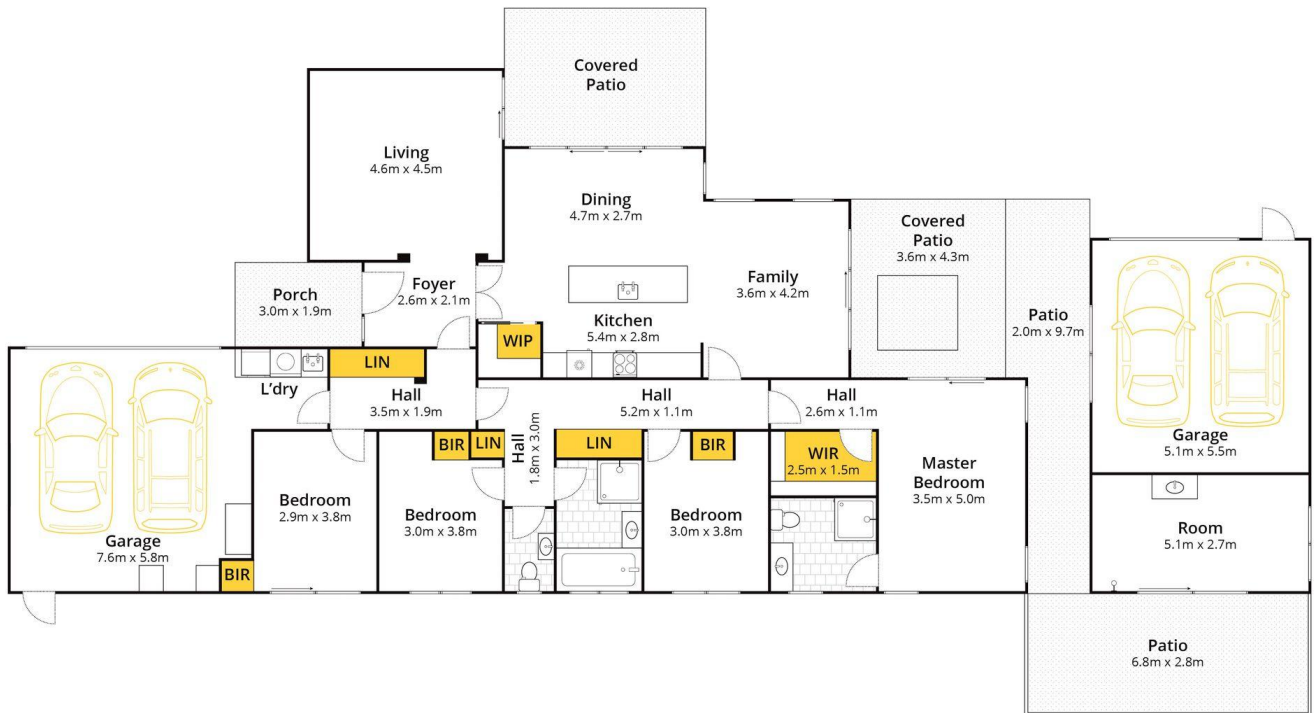 Covered
Patio
Living
4.6m x 4.5m
Dining
4.7m x 2.7m
Covered
Patio
3.6m x 4.3m
Family
3.6m x 4.2m
Foyer
2.6m x 2.1m
Porch
3.0m x 1.9m
Patio
2.0m x 9.7m
Kitchen
5.4m x 2.8m
WIP
LIN
L'dry
Hall
3.5m x 1.9m
Hall
5.2m x 1.1m
Hall
2.6m x 1.1m
Garage
5.1m x 5.5m
BIR
LIN
Hall
1.8m x 3.0m
LIN
BIR
WIR
2.5m x 1.5m
Master
Bedroom
3.5m x 5.0m
Bedroom
2.9m x 3.8m
Bedroom
3.0m x 3.8m
Bedroom
3.0m x 3.8m
Room
5.1m x 2.7m
Garage
7.6m x 5.8m
BIR
Patio
6.8m x 2.8m